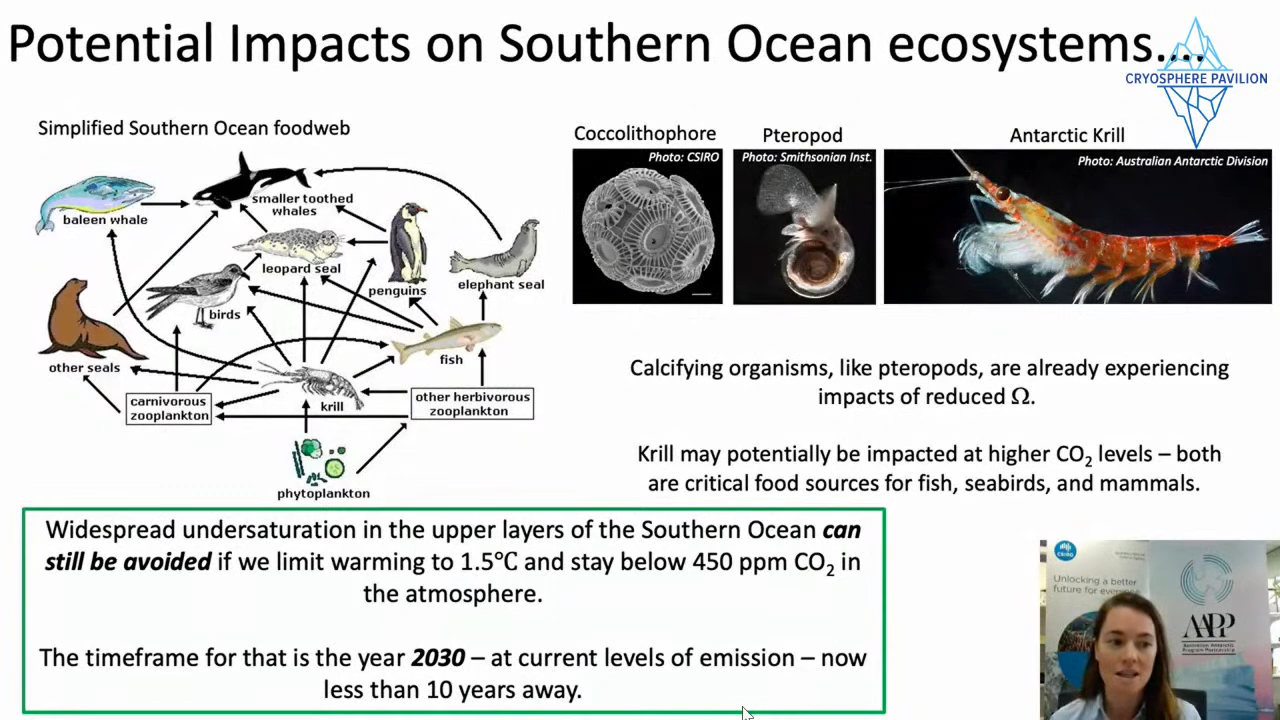 Potential Impacts on Southern Ocean ecosystems....
CRYOSPHERE PAVILION
Simplified Southern Ocean foodweb
baleen whale
smaller toothed
whales
leopard seal
penguins
elephant seal
birds
other seals
fish
carnivorous
zooplankton
krill
other herbivorous
zooplankton
phytoplankton
Coccolithophore
Photo: CSIRO
Pteropod
Photo: Smithsonian Inst.
Antarctic Krill
Photo: Australian Antarctic Division
Calcifying organisms, like pteropods, are already experiencing
impacts of reduced Ω.
Krill may potentially be impacted at higher CO₂ levels – both
are critical food sources for fish, seabirds, and mammals.
Widespread undersaturation in the upper layers of the Southern Ocean can
still be avoided if we limit warming to 1.5℃ and stay below 450 ppm CO₂ in
the atmosphere.
The timeframe for that is the year 2030 – at current levels of emission – now
less than 10 years away.
CSIRO
Unlocking a better
future for
AAPP
Australian Antarctic
Program Partnership